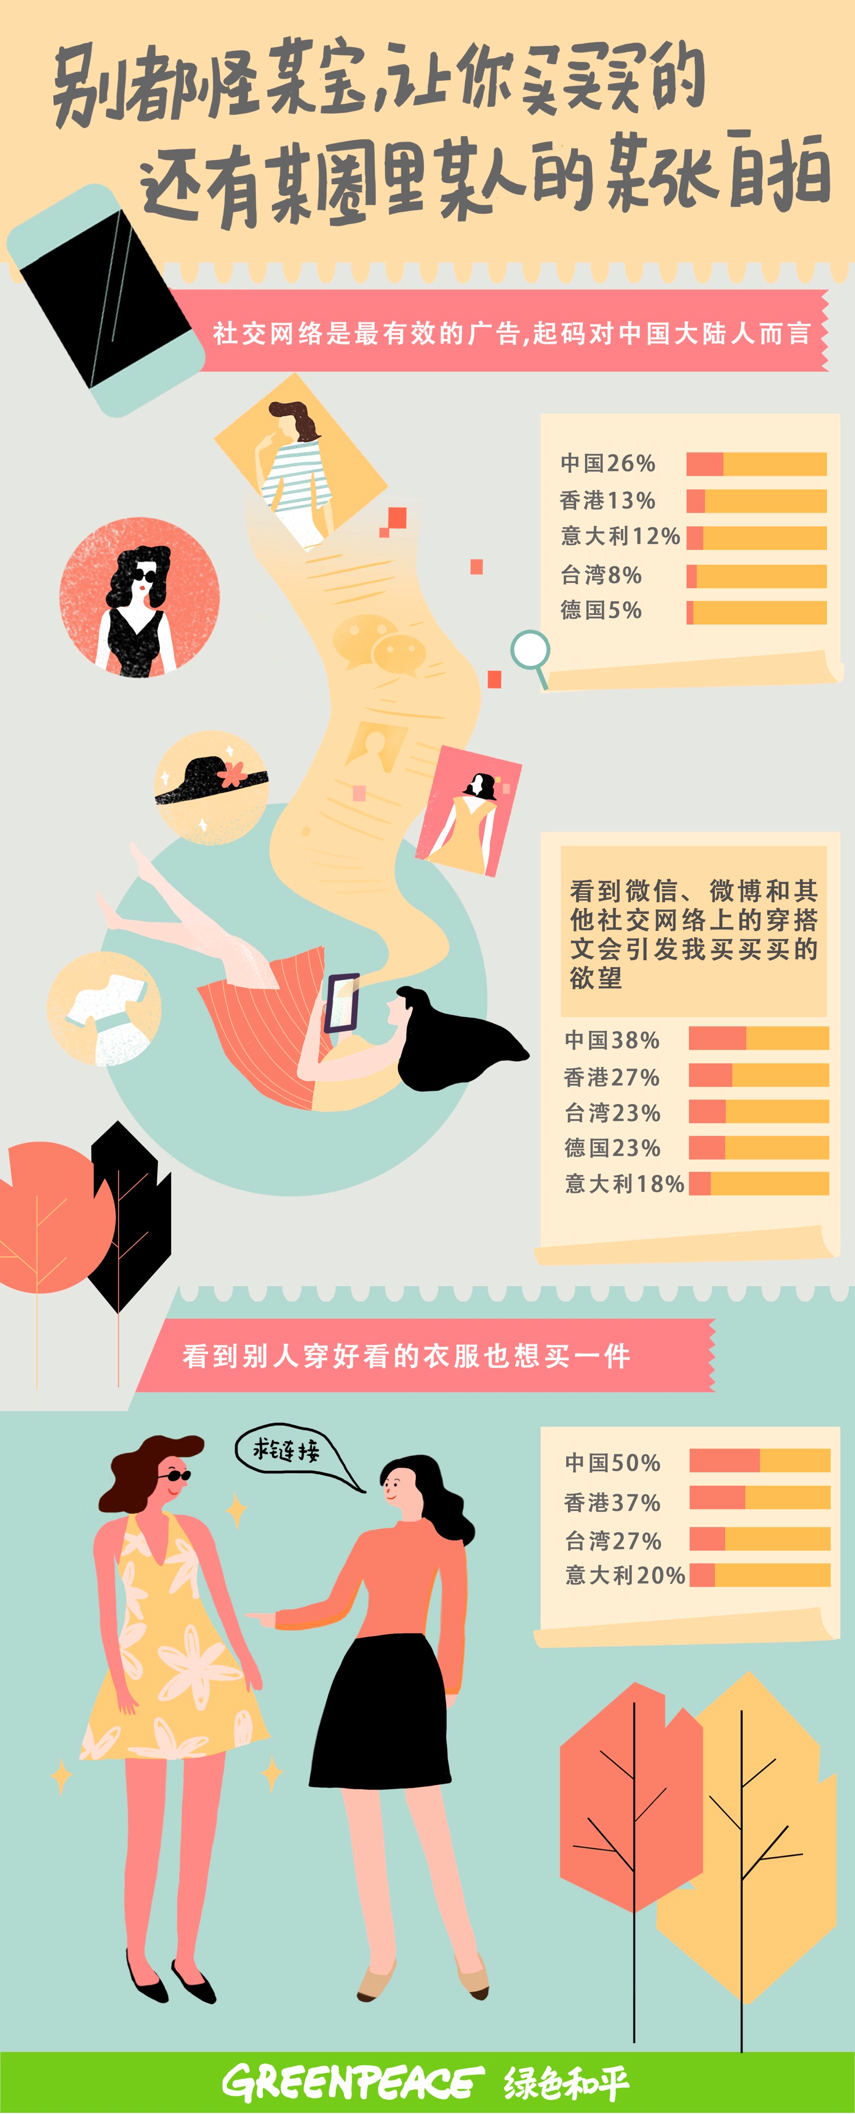 别都怪某宝,让你买买买的
还有某圈里某人的某张自拍
社交网络是最有效的广告,起码对中国大陆人而言
中国26%
香港13%
意大利12%
台湾8%
德国5%
看到微信、微博和其
他社交网络上的穿搭
文会引发我买买买的
欲望
中国38%
香港27%
台湾23%
德国23%
意大利18%
看到别人穿好看的衣服也想买一件
求链接
中国50%
香港37%
台湾27%
意大利20%
GREENPEACE 绿色和平